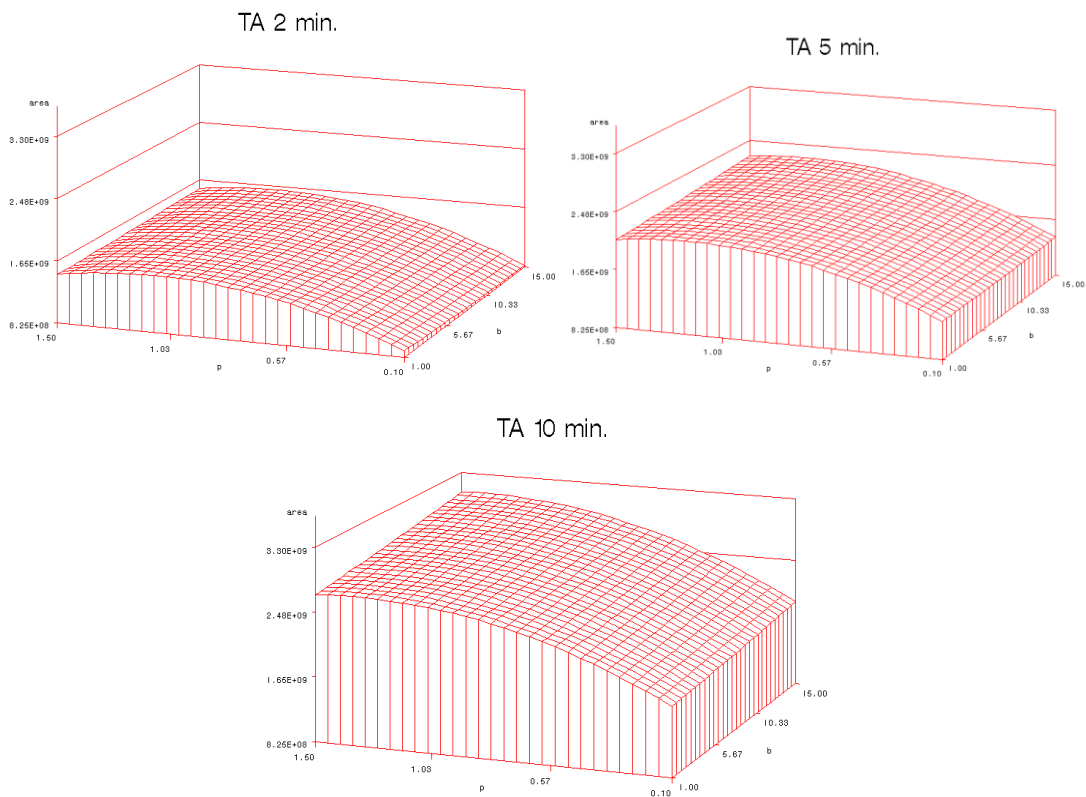 TA 2 min.
area
3.30E+09
2.48E+09
1.65E+09
8.25E+08
1.50
1.03
0.57
0.10
p
1.00
5.67
10.33
15.00
b
TA 5 min.
area
3.30E+09
2.48E+09
1.65E+09
8.25E+08
1.50
1.00
0.57
0.10
p
1.00
5.67
10.33
15.00
b
TA 10 min.
area
3.30E+09
2.48E+09
1.65E+09
8.25E+08
1.50
1.03
0.57
0.10
p
1.00
5.67
10.33
15.00
b